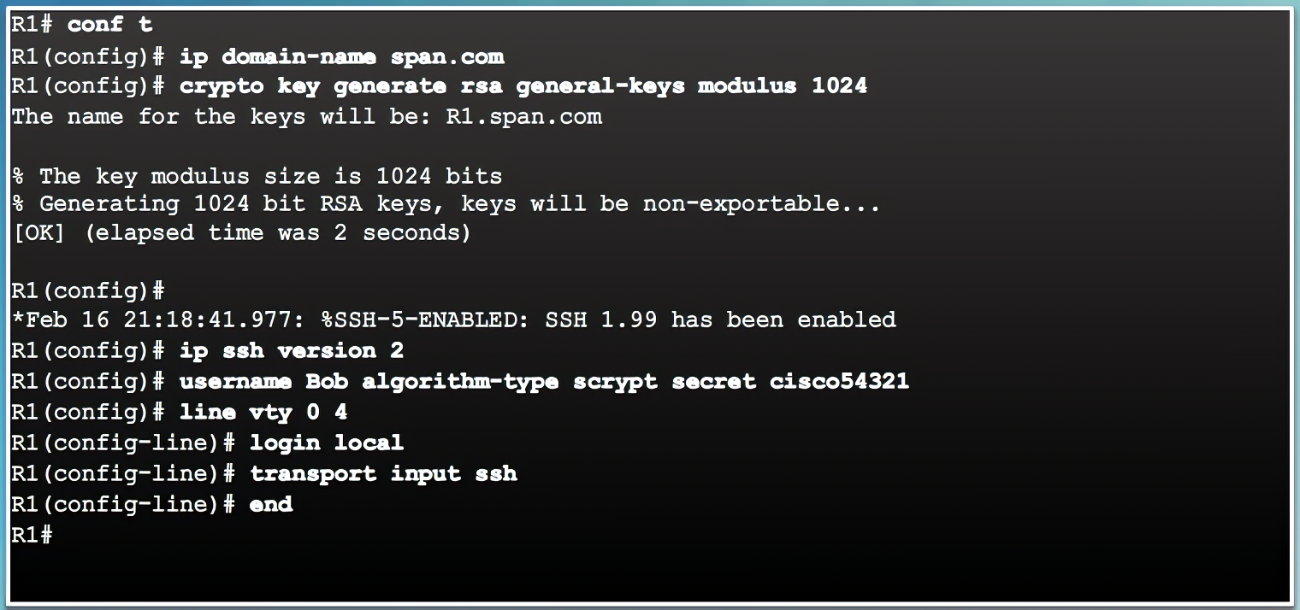 R1# conf t
R1(config)# ip domain-name span.com
R1(config)# crypto key generate rsa general-keys modulus 1024
The name for the keys will be: R1.span.com
% The key modulus size is 1024 bits
% Generating 1024 bit RSA keys, keys will be non-exportable...
[OK] (elapsed time was 2 seconds)
R1(config)#
*Feb 16 21:18:41.977: %SSH-5-ENABLED: SSH 1.99 has been enabled
R1(config)# ip ssh version 2
R1(config)# username Bob algorithm-type scrypt secret cisco54321
R1(config)# line vty 0 4
R1(config-line)# login local
R1(config-line)# transport input ssh
R1(config-line)# end
R1#